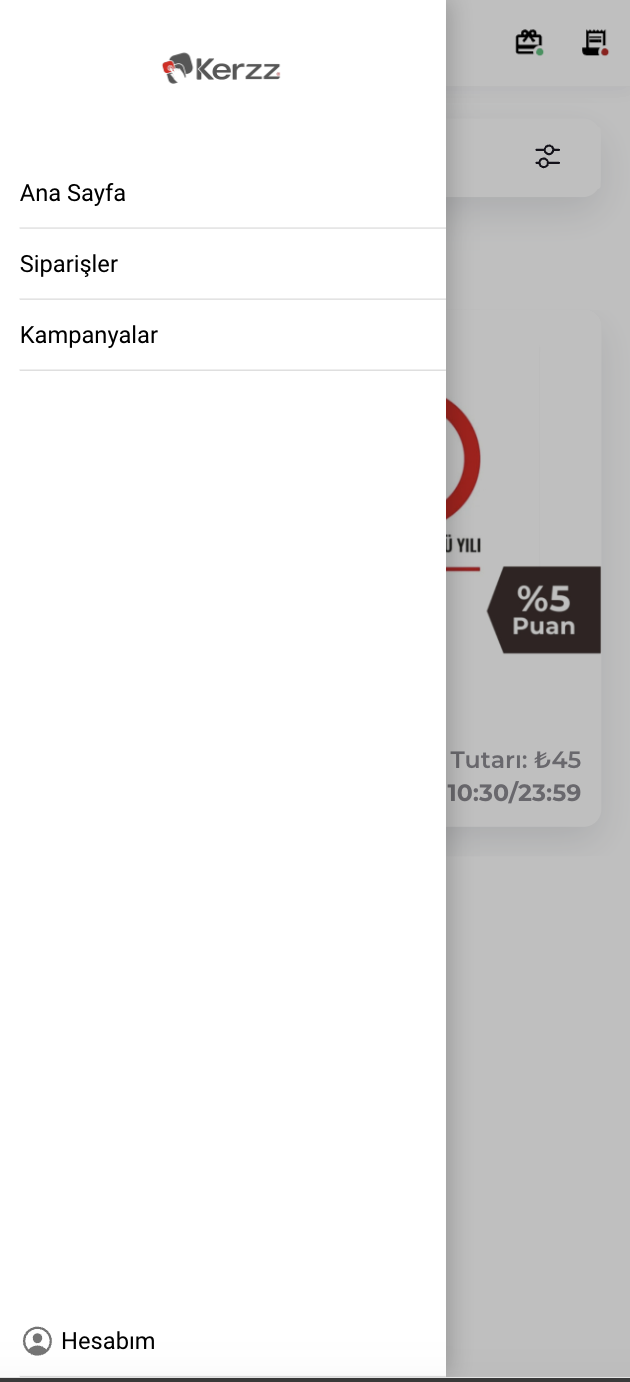 Kerzz
Ana Sayfa
Siparişler
Kampanyalar
YILI
%5
Puan
Tutarı: ₺45
10:30/23:59
Hesabım